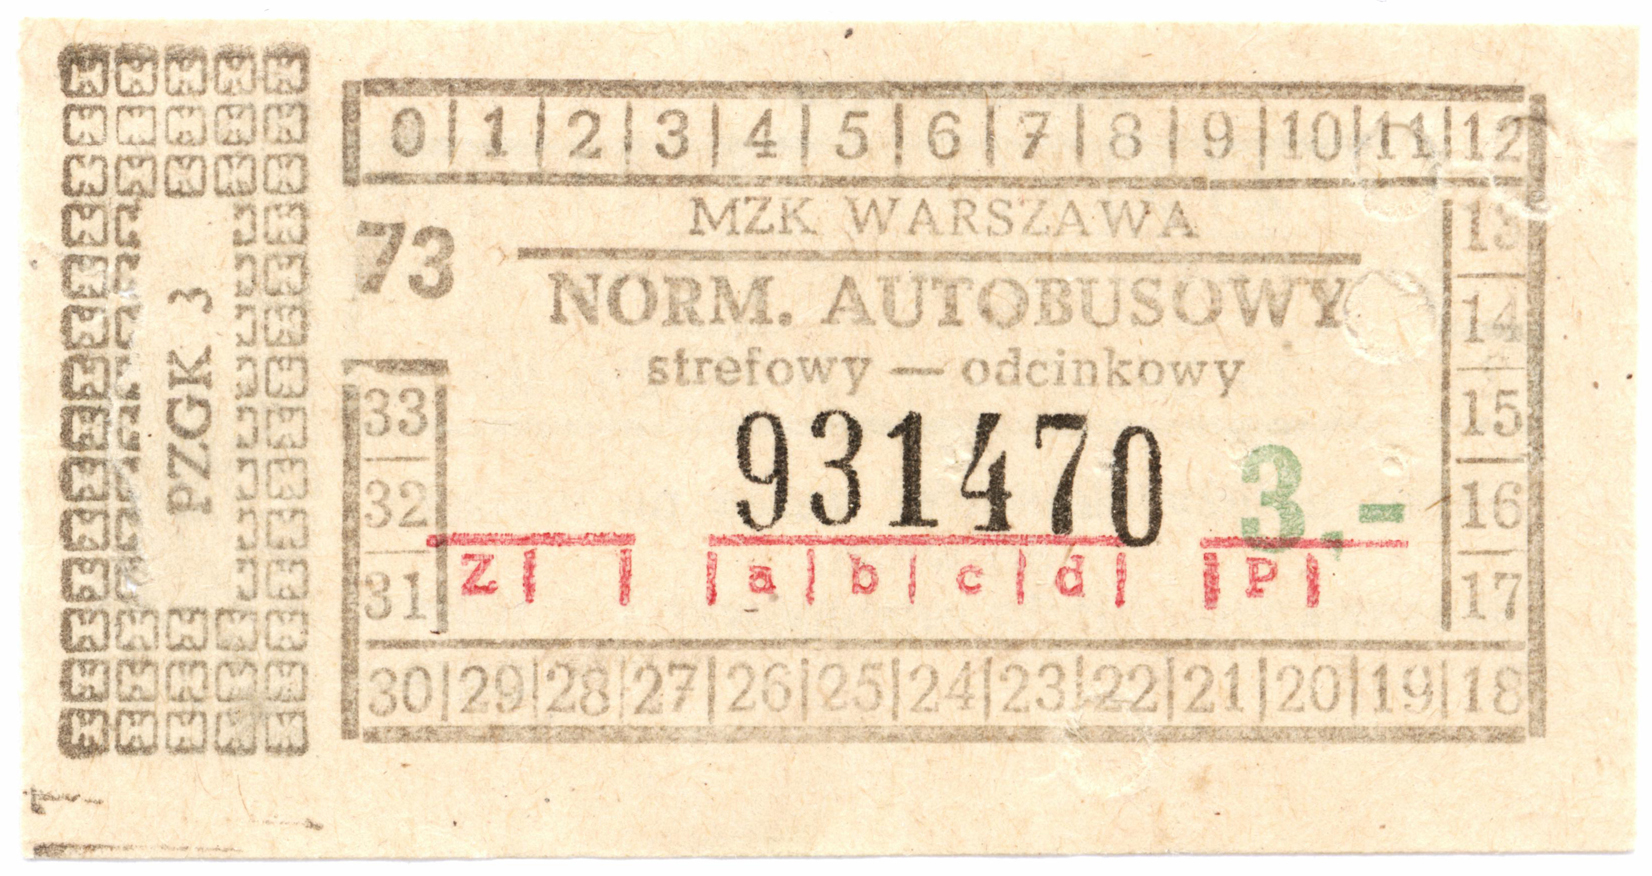 PZGK 3
0 1 2 3 4 5 6 7 8 9 10 11 12
MZK WARSZAWA
13
73
NORM. AUTOBUSOWY
14
strefowy — odcinkowy
33
15
931470 3,-
32
16
Z a b c d P
31
17
30 29 28 27 26 25 24 23 22 21 20 19 18